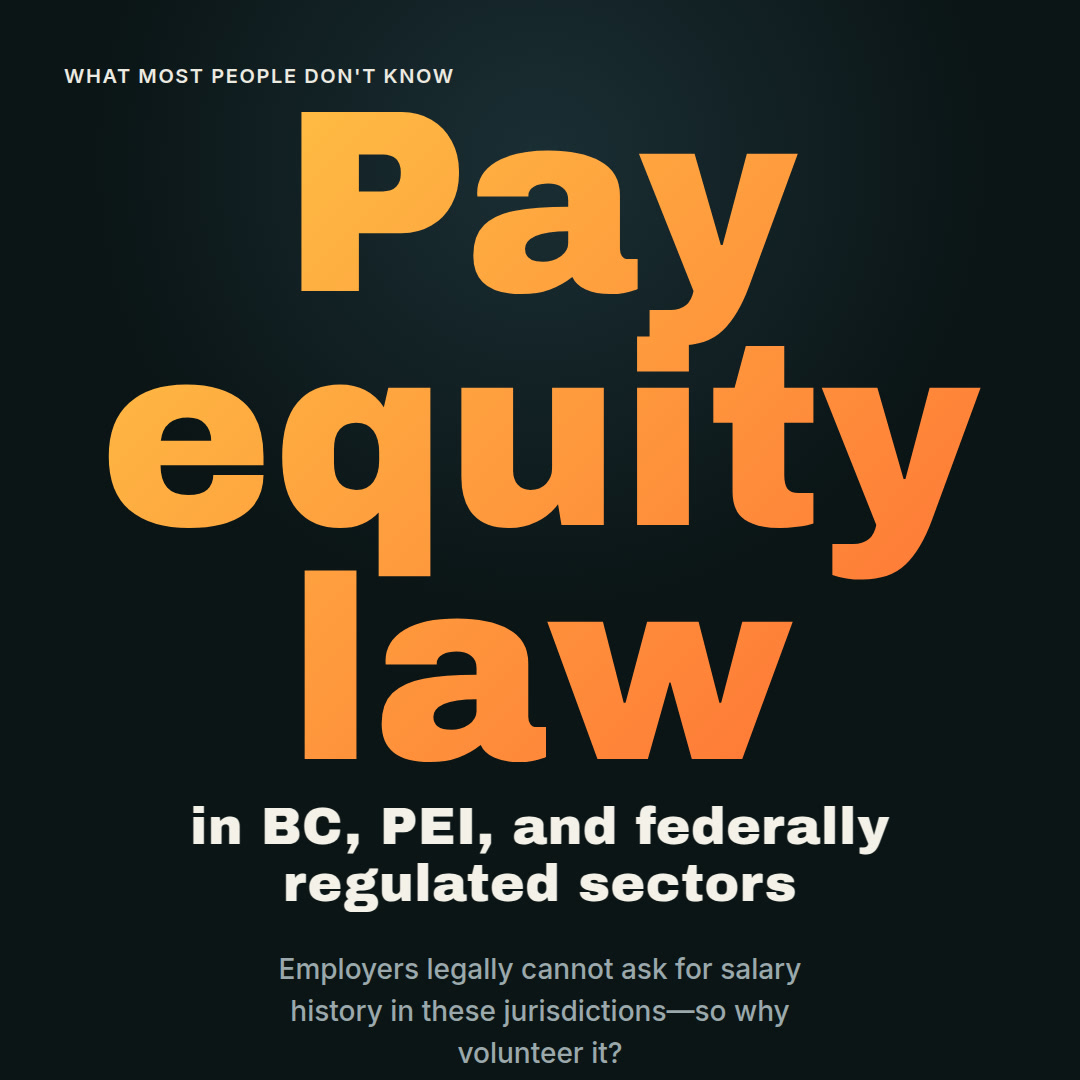 WHAT MOST PEOPLE DON'T KNOW
Pay
equity
law
in BC, PEI, and federally
regulated sectors
Employers legally cannot ask for salary
history in these jurisdictions—so why
volunteer it?